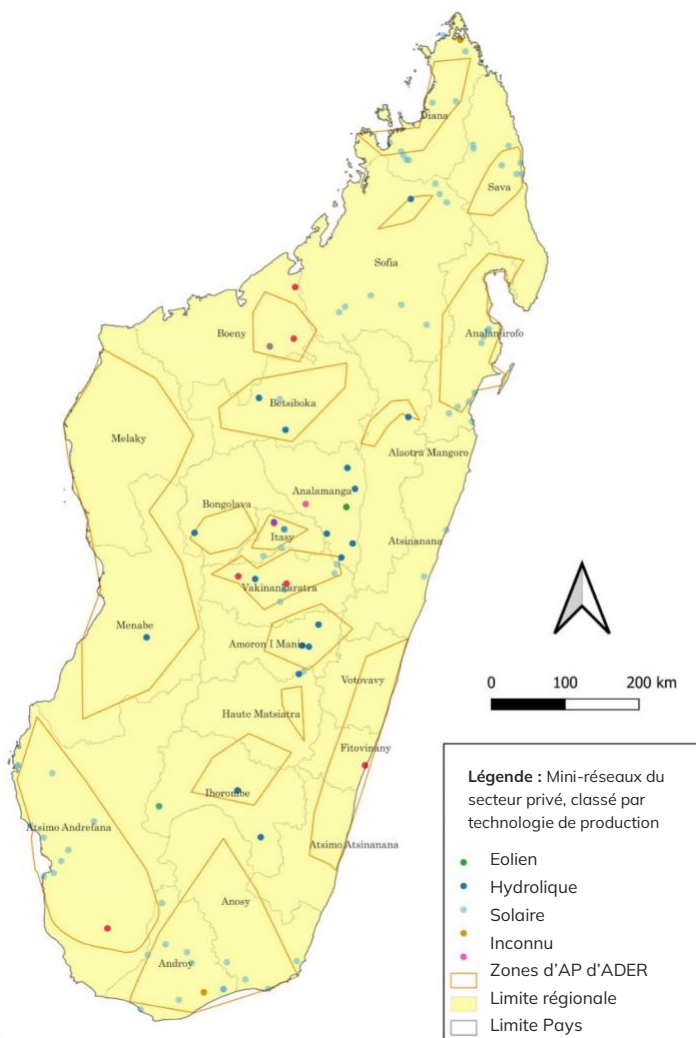 Diana
Sava
Sofia
Boeny
Analanjirofo
Betsiboka
Melaky
Alaotra Mangoro
Analamanga
Bongolava
Itasy
Atsinanana
Vakinankaratra
Menabe
Amoron I Mania
Votovavy
Haute Matsiatra
Fitovinany
Ihorombe
Atsimo Andrefana
Atsimo Atsinanana
Anosy
Androy
0 100 200 km
Légende : Mini-réseaux du
secteur privé, classé par
technologie de production
Eolien
Hydrolique
Solaire
Inconnu
Zones d'AP d'ADER
Limite régionale
Limite Pays